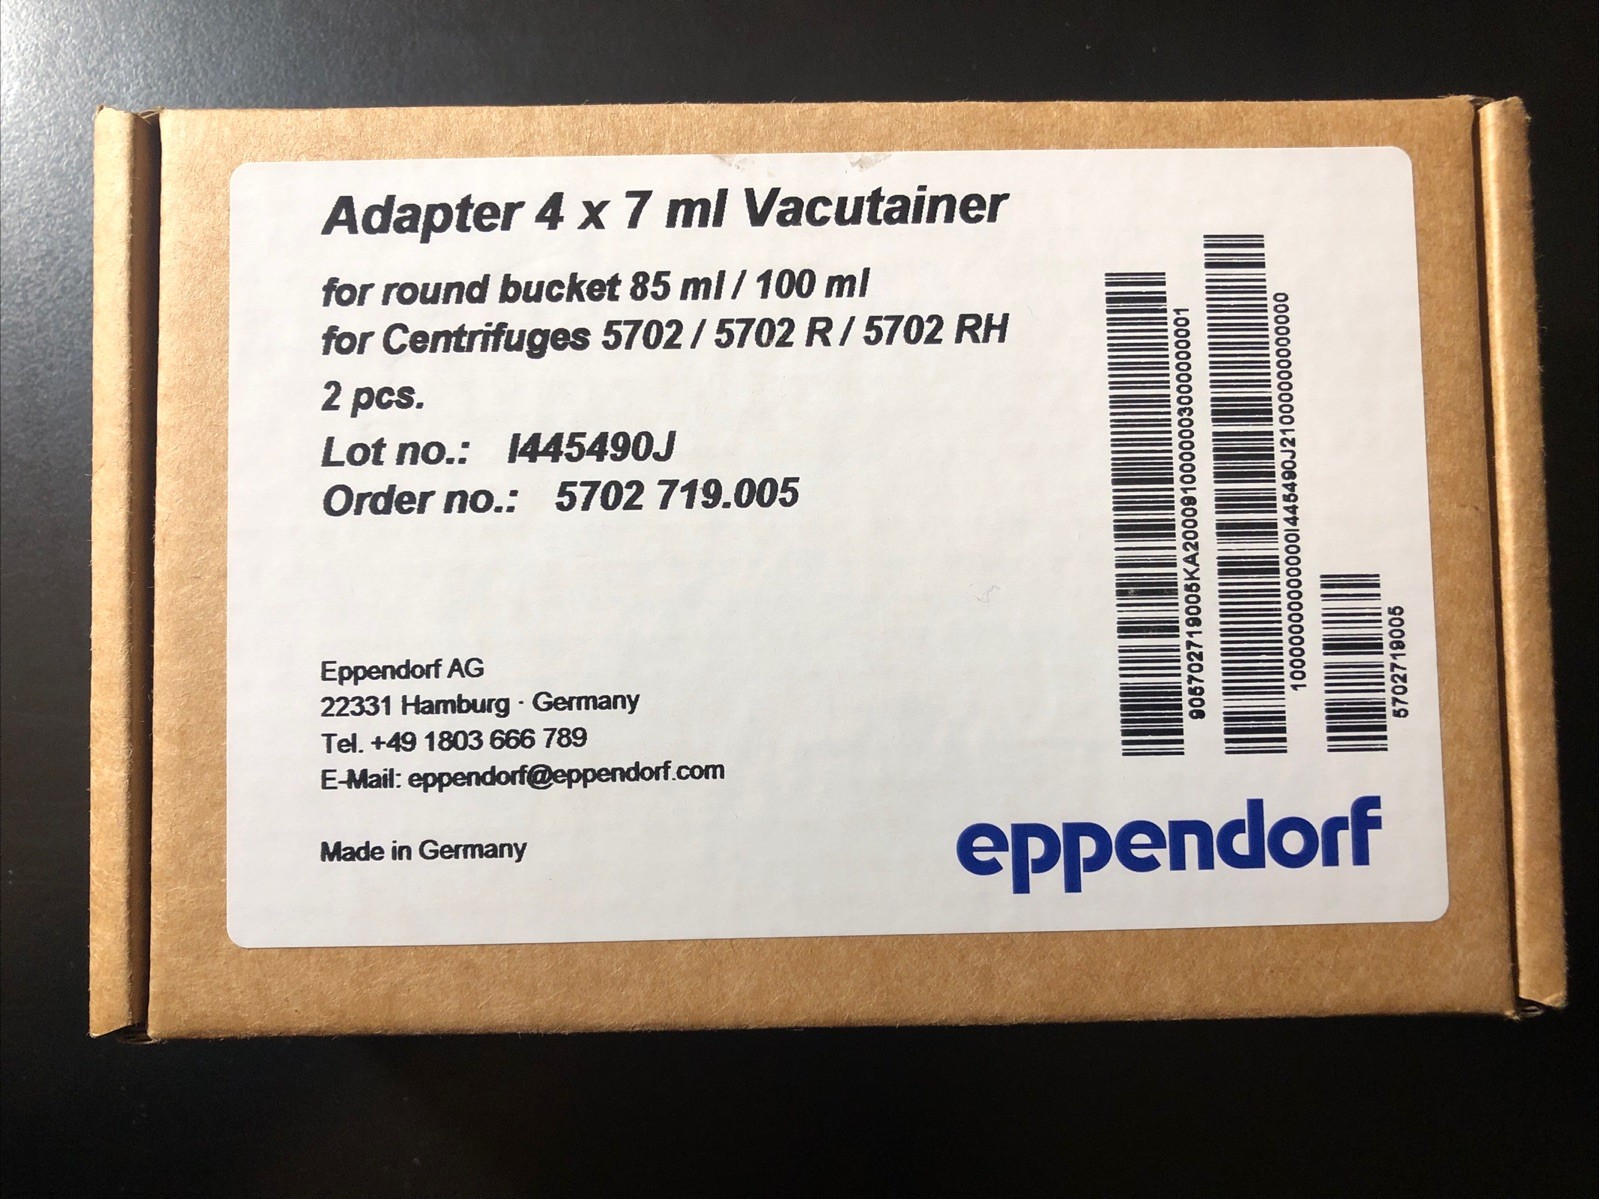 Adapter 4 x 7 ml Vacutainer
for round bucket 85 ml / 100 ml
for Centrifuges 5702 / 5702 R / 5702 RH
2 pcs.
Lot no.: I445490J
Order no.: 5702 719.005
Eppendorf AG
22331 Hamburg · Germany
Tel. +49 1803 666 789
E-Mail: eppendorf@eppendorf.com
Made in Germany
5702719005
eppendorf